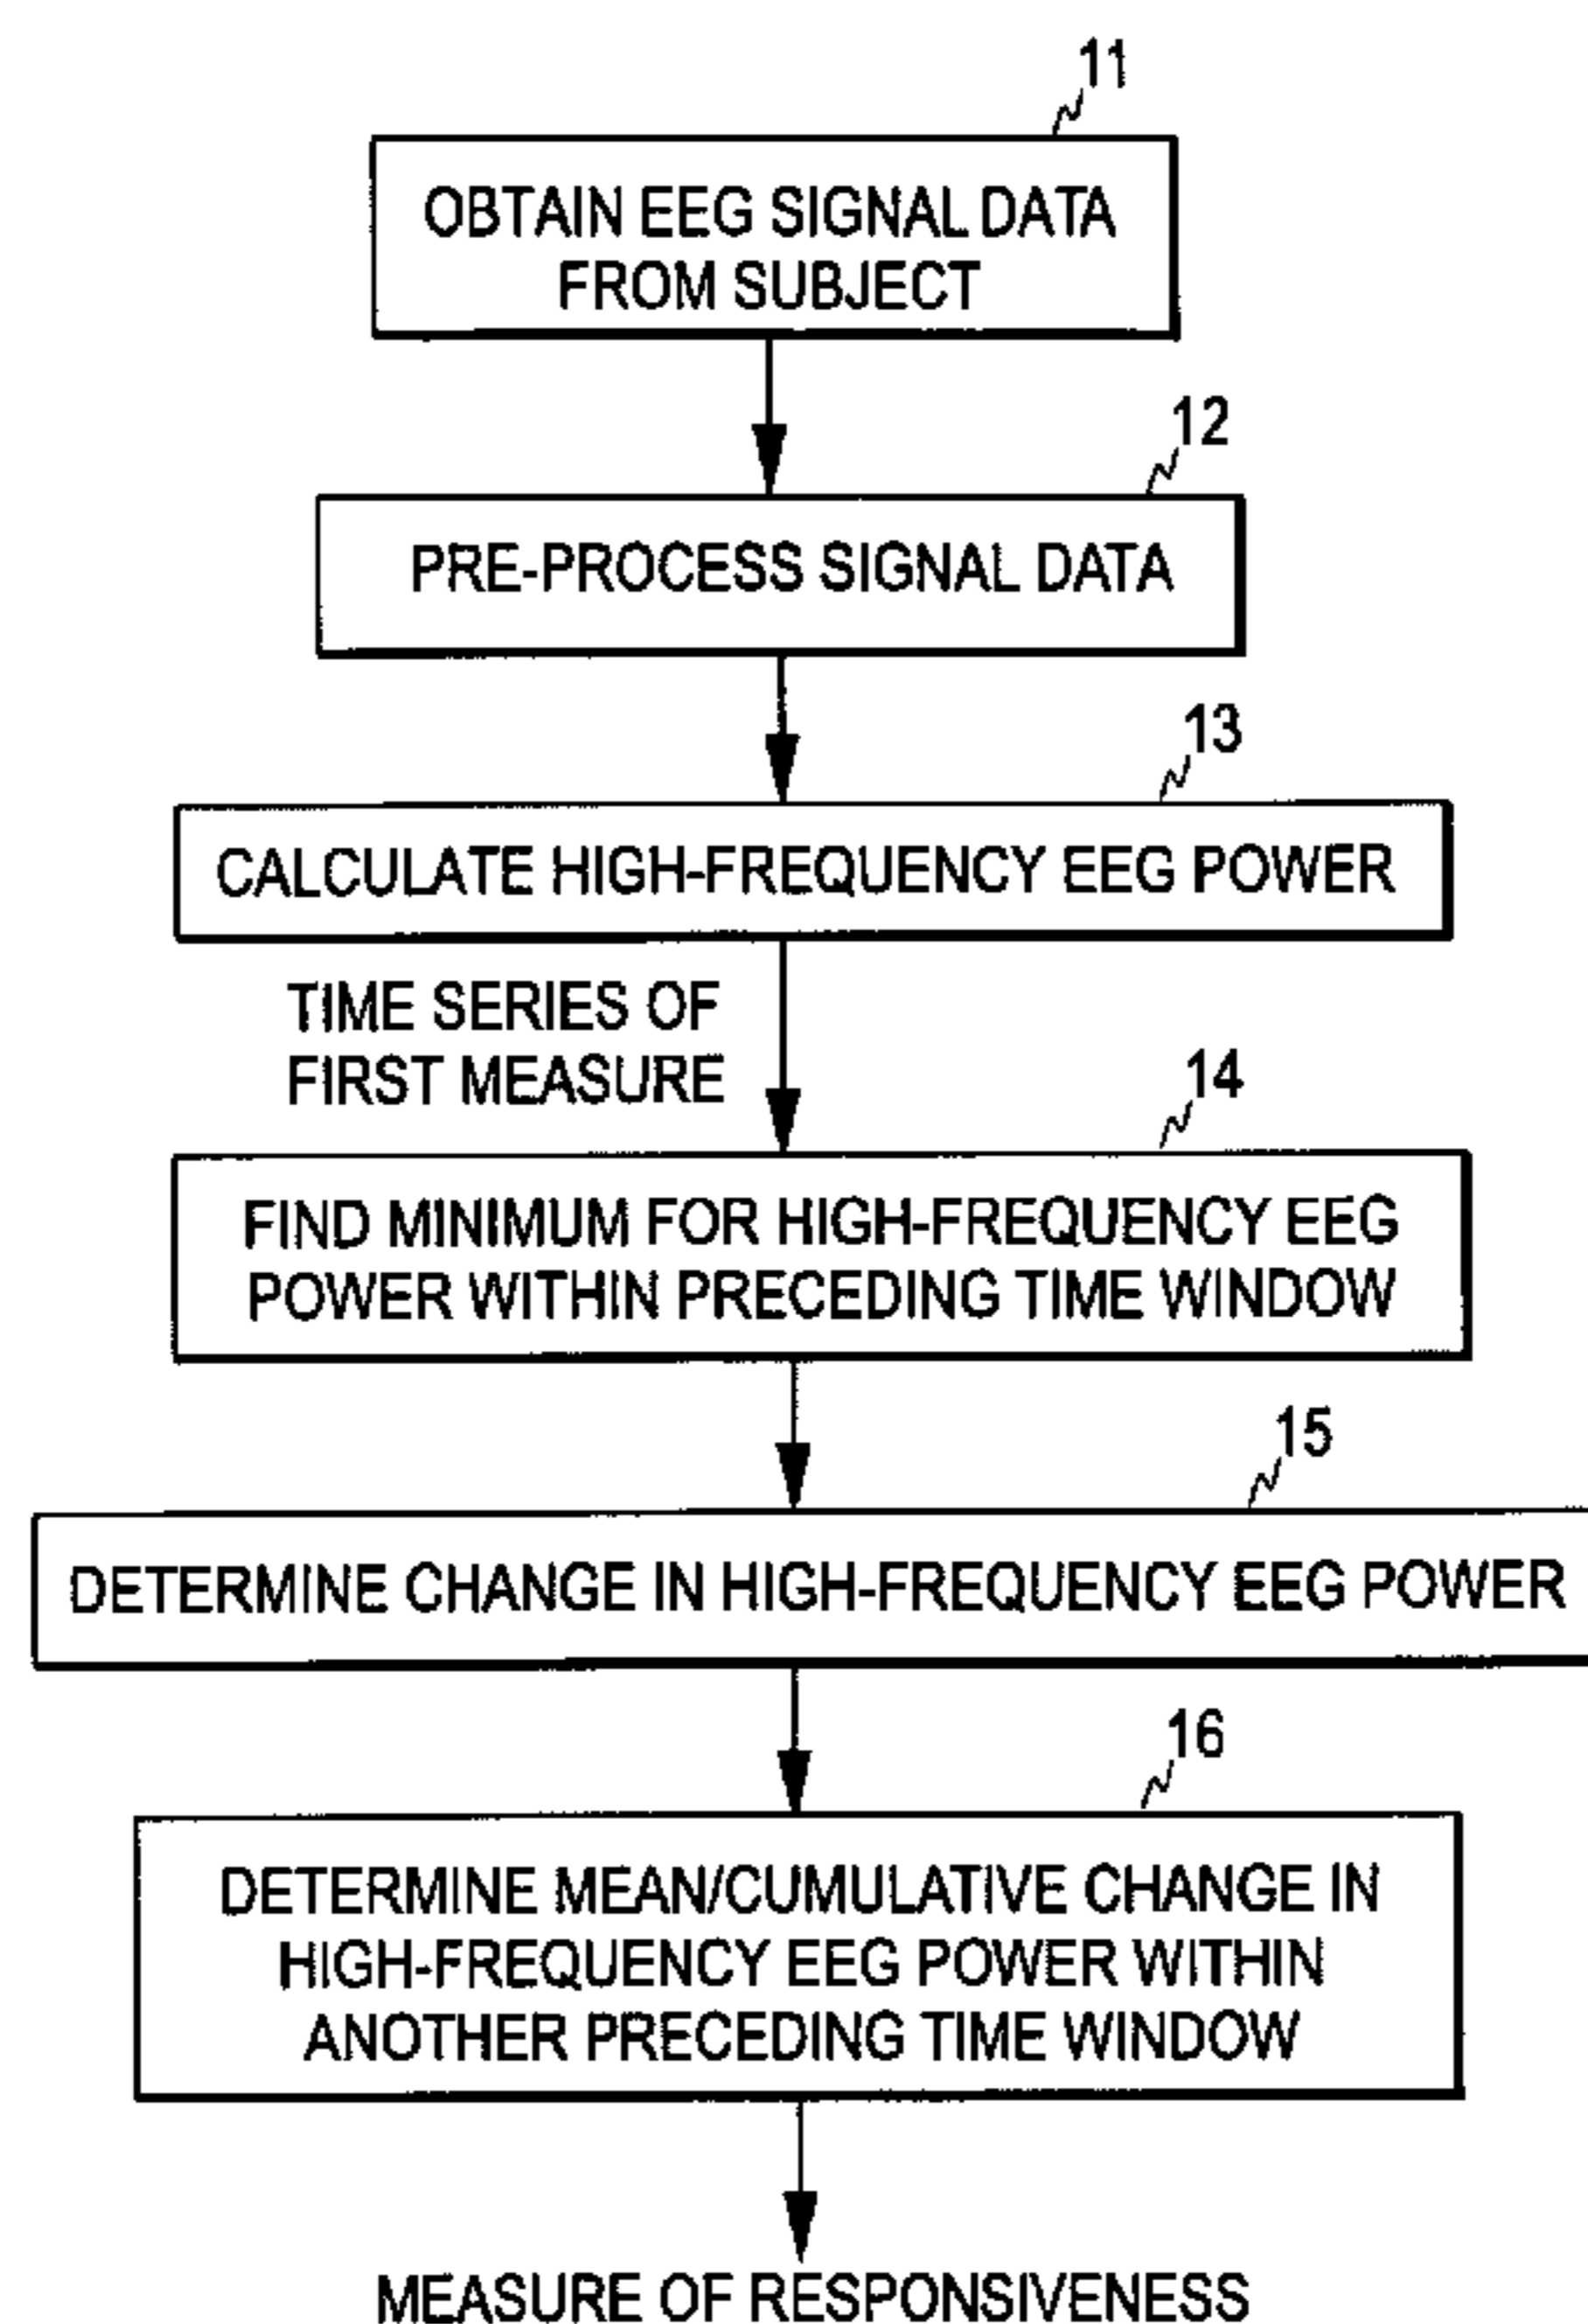 11
OBTAIN EEG SIGNAL DATA
FROM SUBJECT
12
PRE-PROCESS SIGNAL DATA
13
CALCULATE HIGH-FREQUENCY EEG POWER
TIME SERIES OF
FIRST MEASURE
14
FIND MINIMUM FOR HIGH-FREQUENCY EEG
POWER WITHIN PRECEDING TIME WINDOW
15
DETERMINE CHANGE IN HIGH-FREQUENCY EEG POWER
16
DETERMINE MEAN/CUMULATIVE CHANGE IN
HIGH-FREQUENCY EEG POWER WITHIN
ANOTHER PRECEDING TIME WINDOW
MEASURE OF RESPONSIVENESS